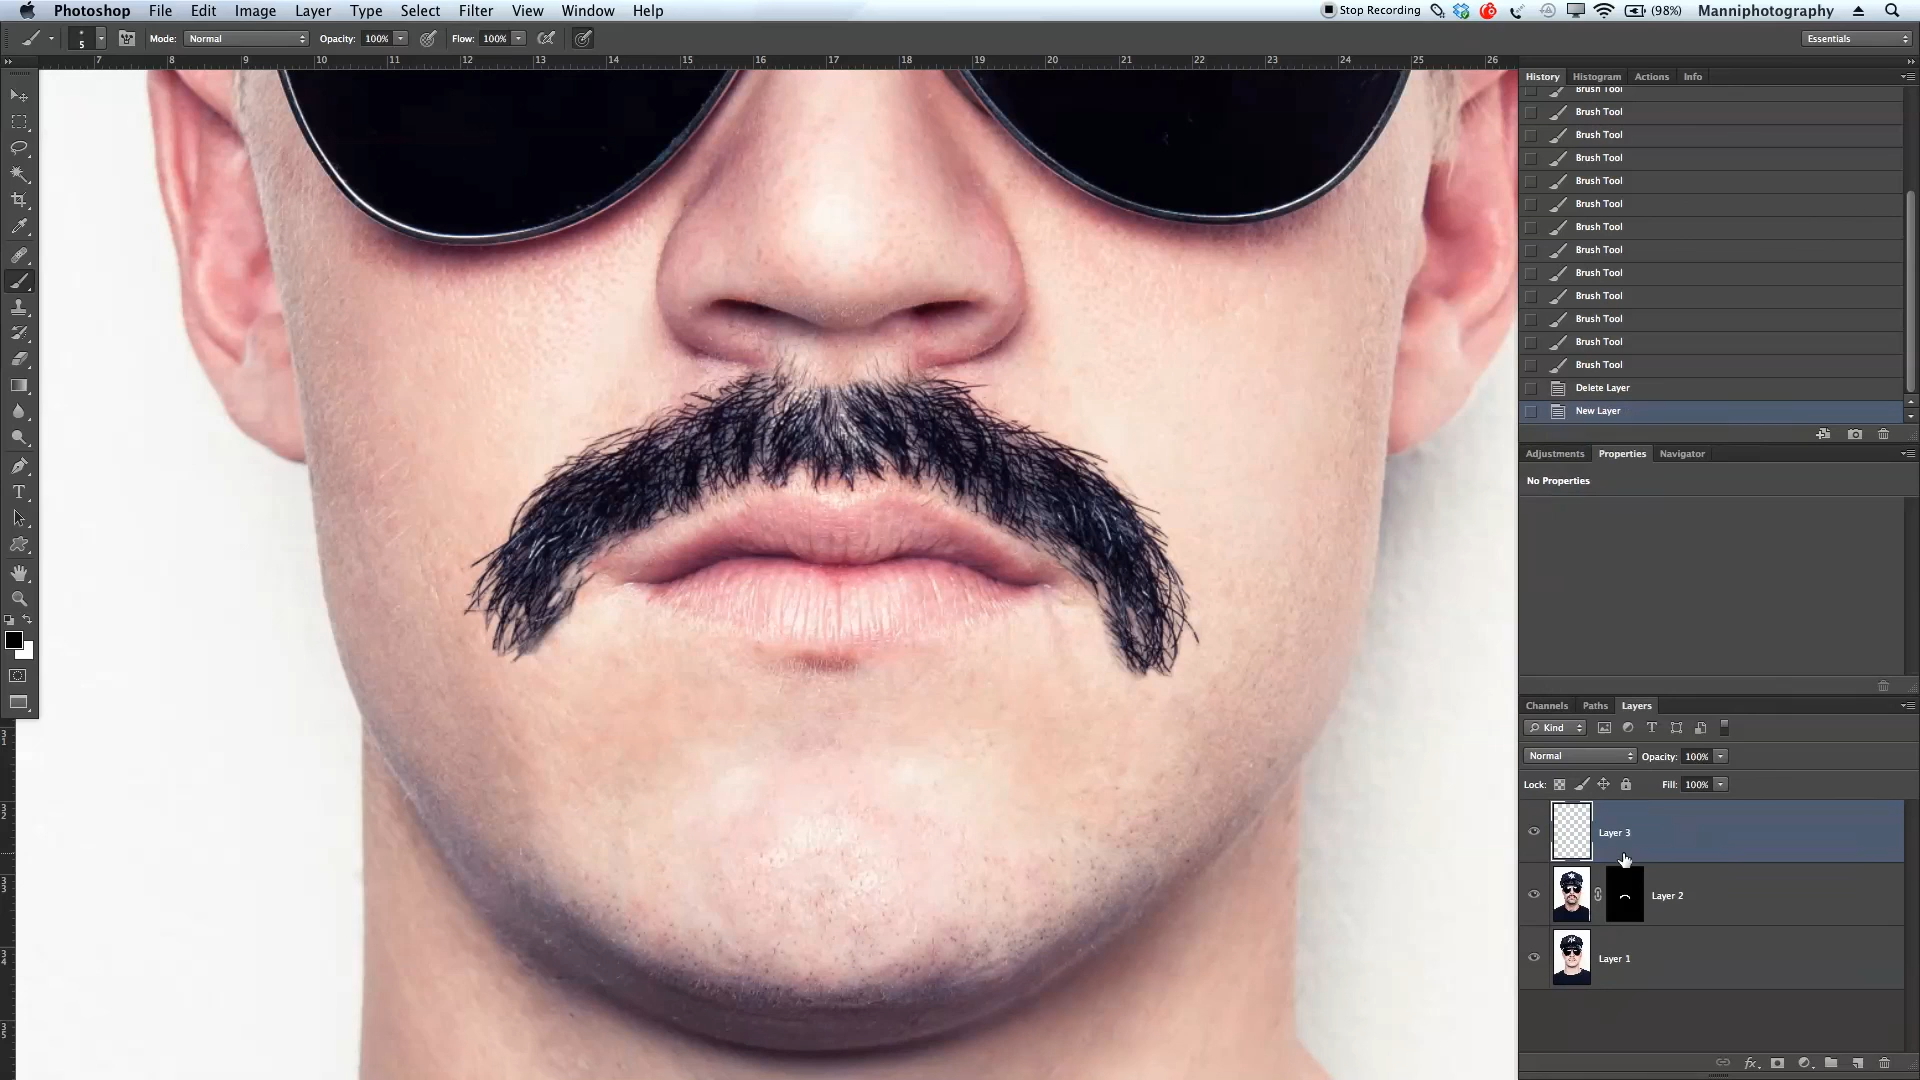 Photoshop File Edit Image Layer Type Select Filter View Window Help Stop Recording (98%) Manniphotography
5 Mode: Normal Opacity: 100% Flow: 100% Essentials
7 8 9 10 11 12 13 14 15 16 17 18 19 20 21 22 23 24 25 26
History Histogram Actions Info
Brush Tool
Brush Tool
Brush Tool
Brush Tool
Brush Tool
Brush Tool
Brush Tool
Brush Tool
Brush Tool
Brush Tool
Brush Tool
Brush Tool
Brush Tool
Delete Layer
New Layer
Adjustments Properties Navigator
No Properties
Channels Paths Layers
Kind
Normal Opacity: 100%
Lock: Fill: 100%
Layer 3
Layer 2
Layer 1